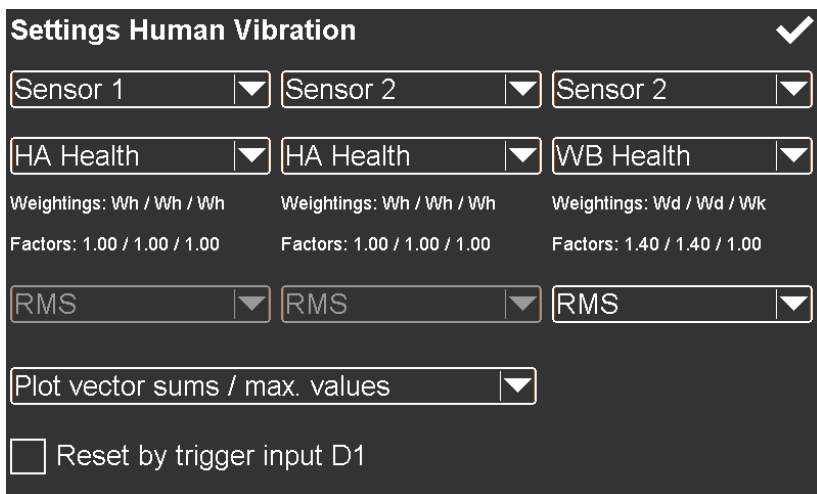 Settings Human Vibration
Sensor 1 Sensor 2 Sensor 2
HA Health HA Health WB Health
Weightings: Wh / Wh / Wh Weightings: Wh / Wh / Wh Weightings: Wd / Wd / Wk
Factors: 1.00 / 1.00 / 1.00 Factors: 1.00 / 1.00 / 1.00 Factors: 1.40 / 1.40 / 1.00
RMS RMS RMS
Plot vector sums / max. values
Reset by trigger input D1